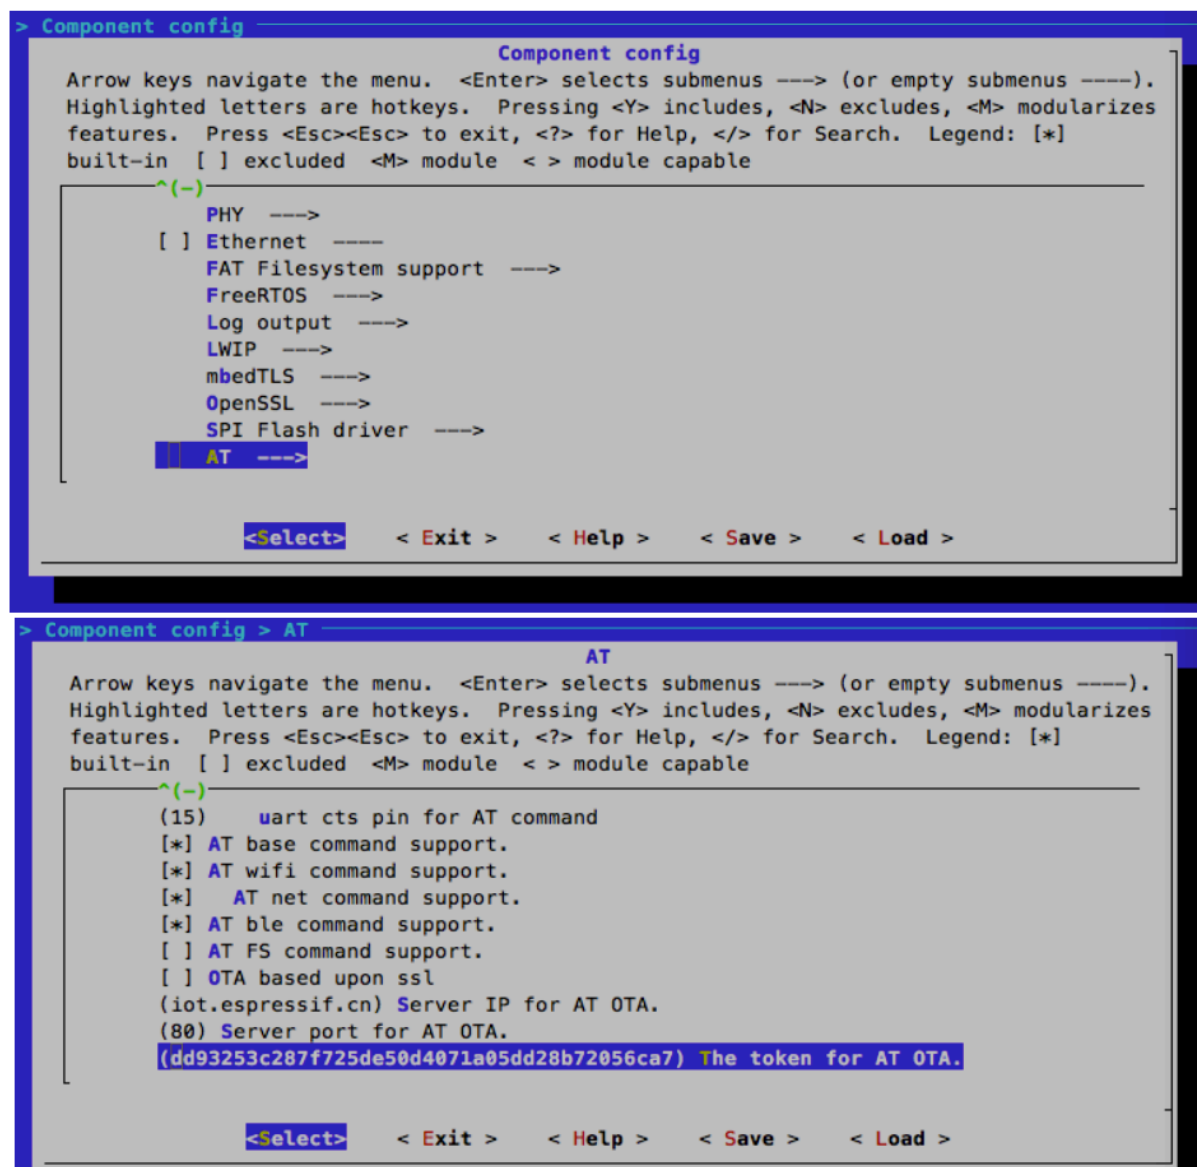 > Component config
Component config
Arrow keys navigate the menu.  <Enter> selects submenus ---> (or empty submenus ----).
Highlighted letters are hotkeys.  Pressing <Y> includes, <N> excludes, <M> modularizes
features.  Press <Esc><Esc> to exit, <?> for Help, </> for Search.  Legend: [*]
built-in  [ ] excluded  <M> module  < > module capable
^(-)
PHY  --->
[ ] Ethernet  ----
FAT Filesystem support  --->
FreeRTOS  --->
Log output  --->
LWIP  --->
mbedTLS  --->
OpenSSL  --->
SPI Flash driver  --->
AT  --->
<Select>    < Exit >    < Help >    < Save >    < Load >
> Component config > AT
AT
Arrow keys navigate the menu.  <Enter> selects submenus ---> (or empty submenus ----).
Highlighted letters are hotkeys.  Pressing <Y> includes, <N> excludes, <M> modularizes
features.  Press <Esc><Esc> to exit, <?> for Help, </> for Search.  Legend: [*]
built-in  [ ] excluded  <M> module  < > module capable
^(-)
(15)    uart cts pin for AT command
[*] AT base command support.
[*] AT wifi command support.
[*]   AT net command support.
[*] AT ble command support.
[ ] AT FS command support.
[ ] OTA based upon ssl
(iot.espressif.cn) Server IP for AT OTA.
(80) Server port for AT OTA.
(dd93253c287f725de50d4071a05dd28b72056ca7) The token for AT OTA.
<Select>    < Exit >    < Help >    < Save >    < Load >